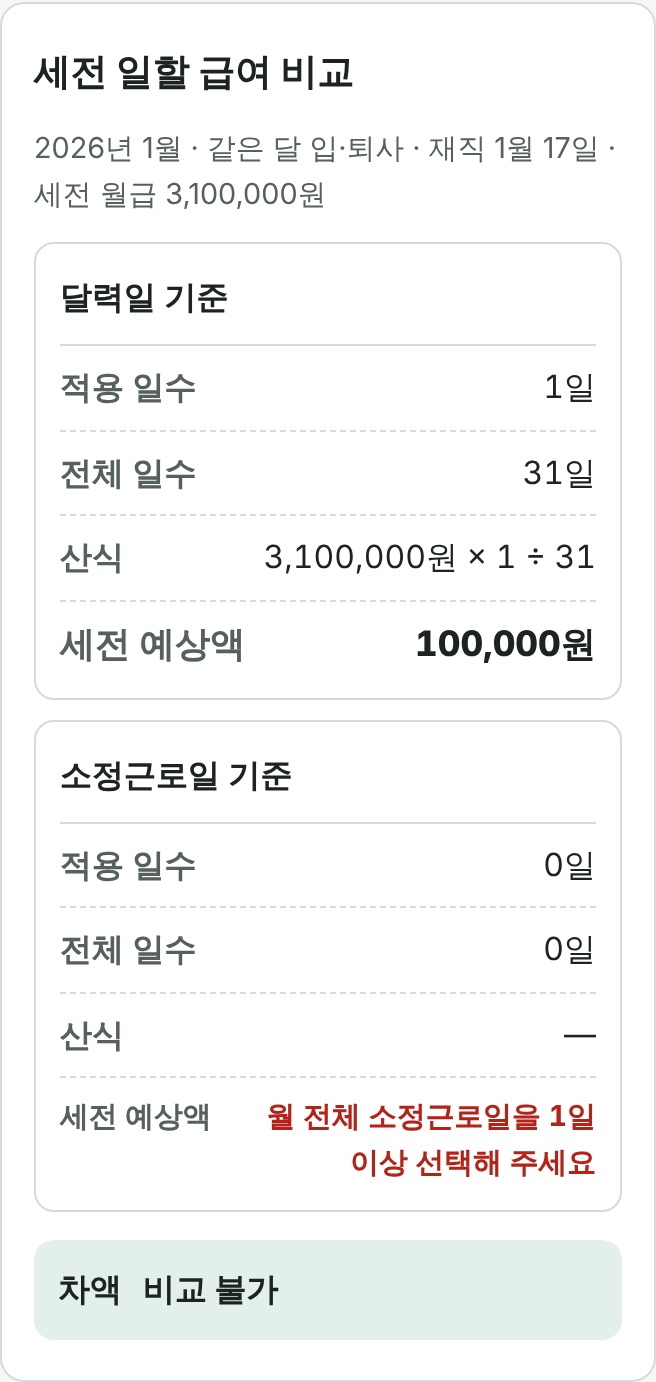 세전 일할 급여 비교
2026년 1월 · 같은 달 입·퇴사 · 재직 1월 17일 ·
세전 월급 3,100,000원
달력일 기준
적용 일수 1일
전체 일수 31일
산식 3,100,000원 × 1 ÷ 31
세전 예상액 100,000원
소정근로일 기준
적용 일수 0일
전체 일수 0일
산식 —
세전 예상액 월 전체 소정근로일을 1일
이상 선택해 주세요
차액 비교 불가